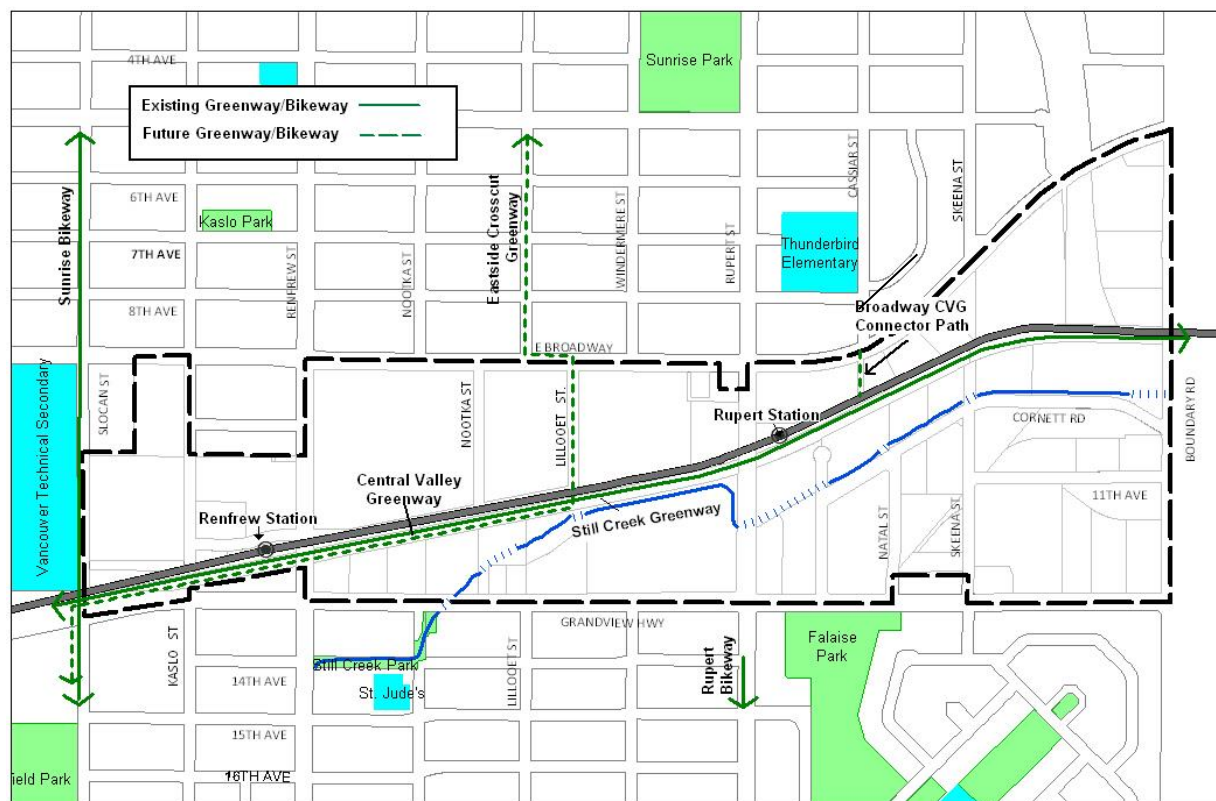 4TH AVE
Sunrise Park
Existing Greenway/Bikeway
Future Greenway/Bikeway
Sunrise Bikeway
6TH AVE
Kaslo Park
7TH AVE
RENFREW ST
8TH AVE
NOOTKA ST
Eastside Crosscut
Greenway
WINDERMERE ST
RUPERT ST
CASSIAR ST
SKEENA ST
Thunderbird
Elementary
Broadway CVG
Connector Path
E BROADWAY
Vancouver Technical Secondary
SLOCAN ST
NOOTKA ST
LILLOOET ST.
Rupert Station
CORNETT RD
BOUNDARY RD
Central Valley
Greenway
Renfrew Station
Still Creek Greenway
11TH AVE
NATAL ST
SKEENA ST
KASLO ST
GRANDVIEW HWY
Falaise
Park
Still Creek Park
14TH AVE
St. Jude's
LILLOOET ST
Rupert
Bikeway
15TH AVE
ield Park
16TH AVE